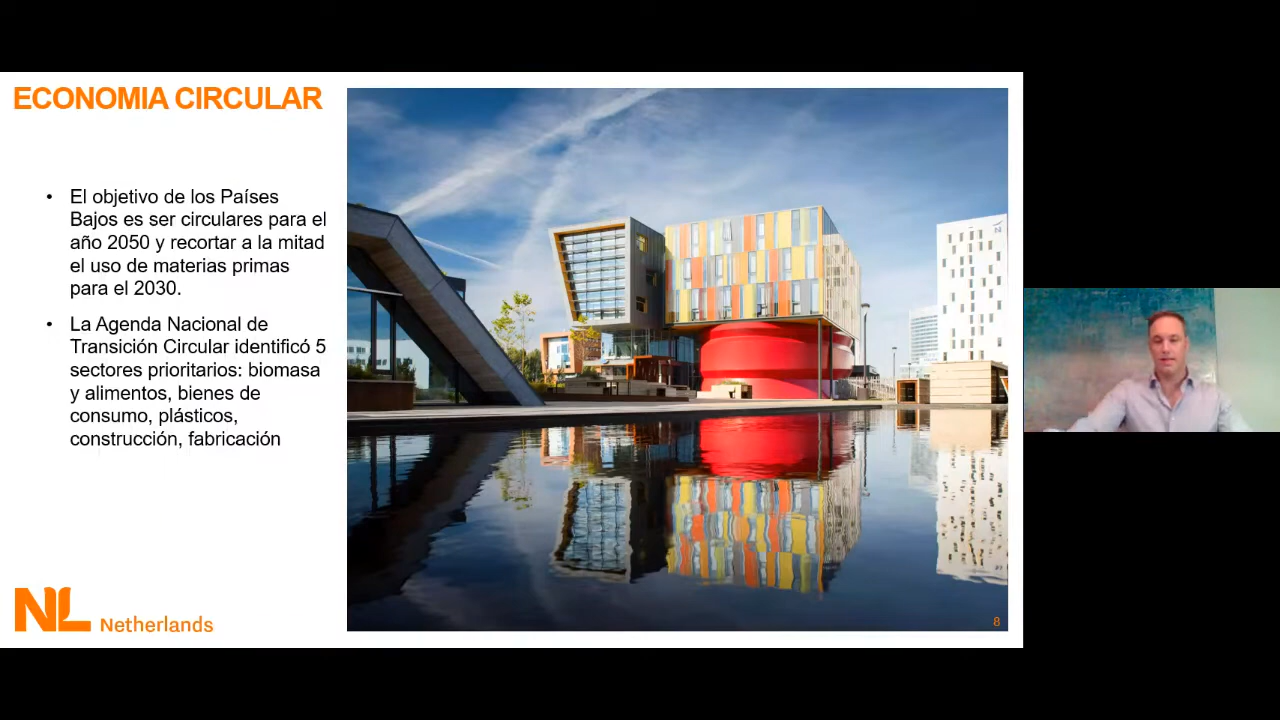 ECONOMIA CIRCULAR
• El objetivo de los Países
Bajos es ser circulares para el
año 2050 y recortar a la mitad
el uso de materias primas
para el 2030.
• La Agenda Nacional de
Transición Circular identificó 5
sectores prioritarios: biomasa
y alimentos, bienes de
consumo, plásticos,
construcción, fabricación
NL Netherlands
8